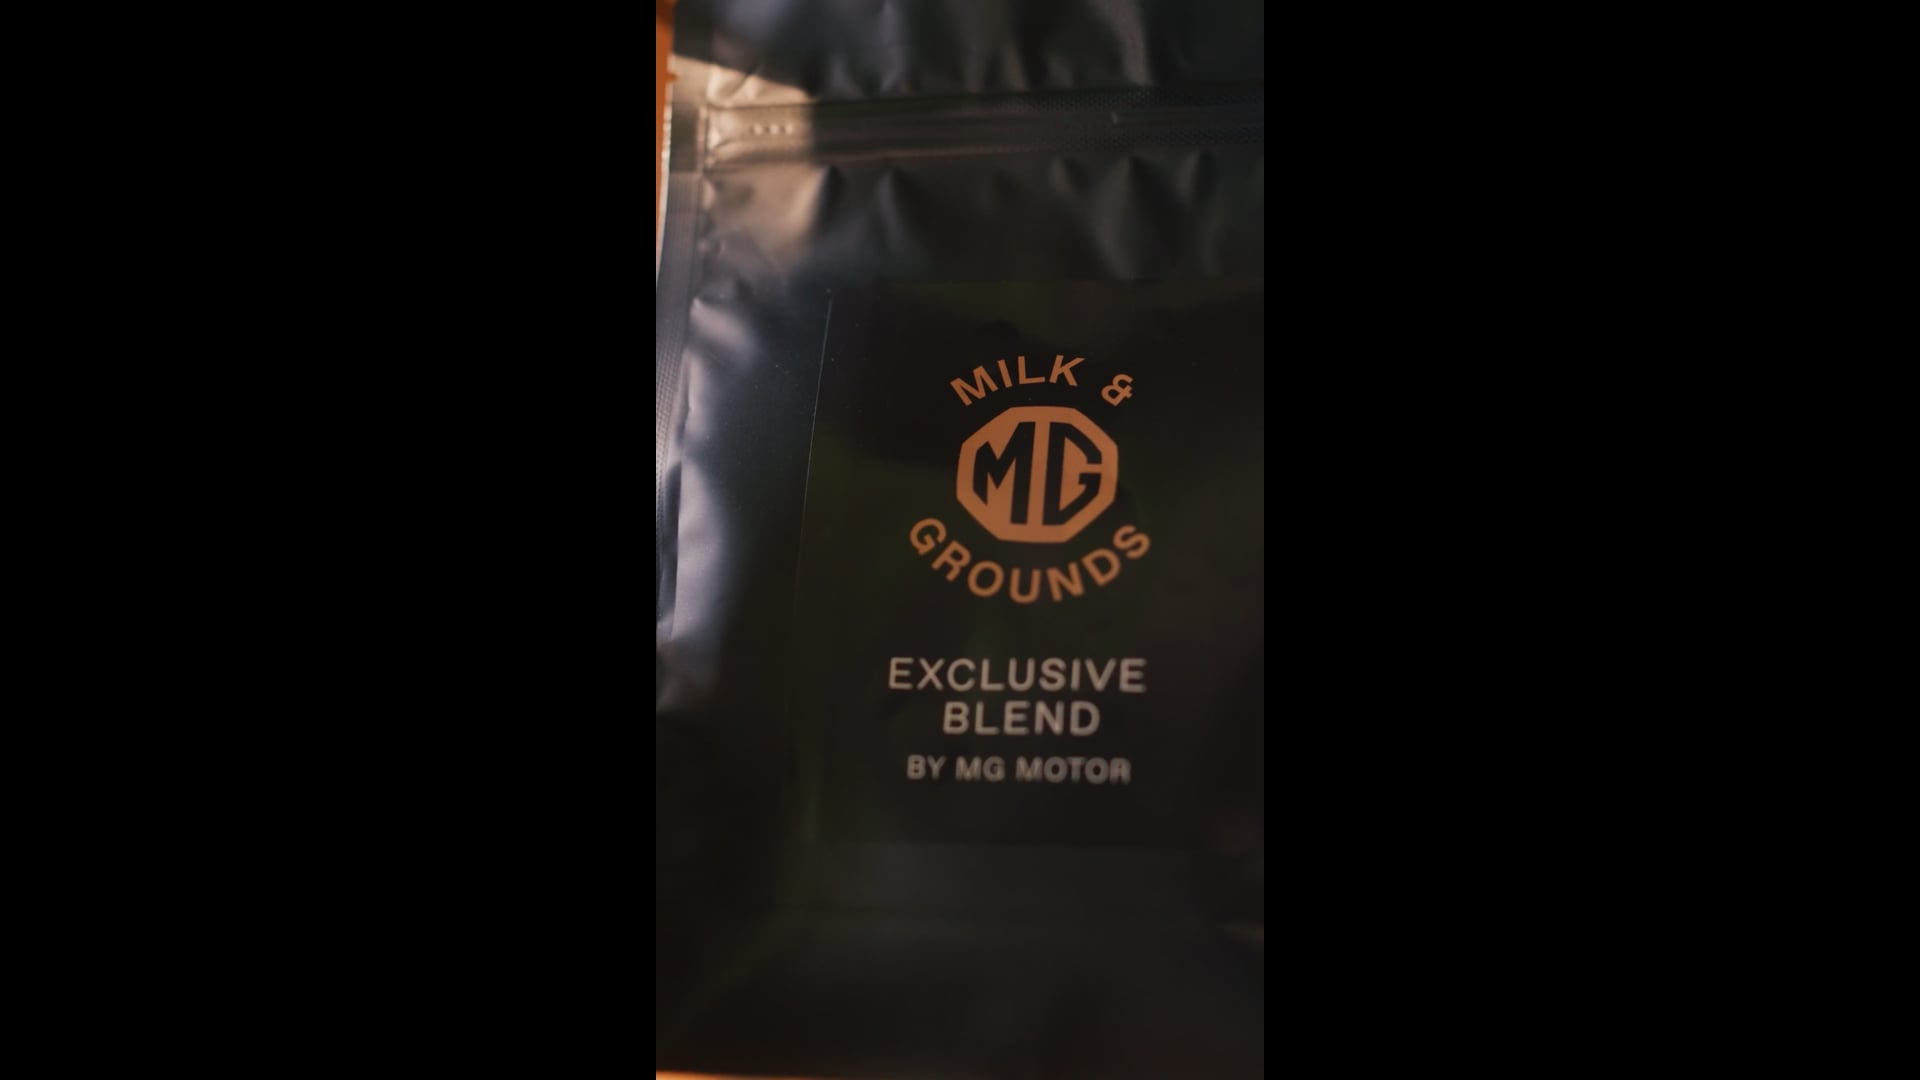 MILK &
MG
GROUNDS
EXCLUSIVE
BLEND
BY MG MOTOR